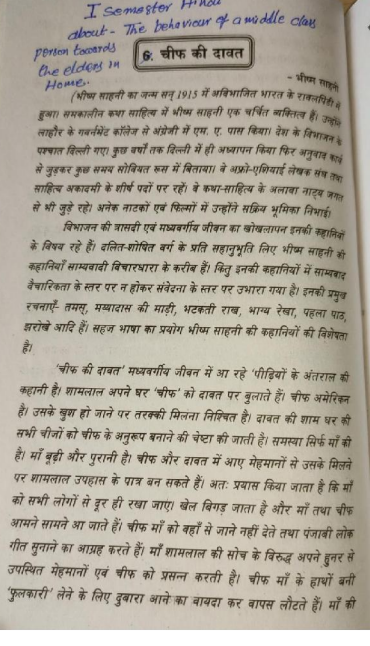 I Semester Hindi
about - The behaviour of a middle class
person towards
the elders in
Home.
6. चीफ की दावत
- भीष्म साहनी
(भीष्म साहनी का जन्म सन् 1915 में अविभाजित भारत के रावलपिंडी में
हुआ। समकालीन कथा साहित्य में भीष्म साहनी एक चर्चित व्यक्तित्व हैं। उन्होंने
लाहौर के गवर्नमेंट कॉलेज से अंग्रेजी में एम. ए. पास किया। देश के विभाजन के
पश्चात दिल्ली गए। कुछ वर्षों तक दिल्ली में ही अध्यापन किया फिर अनुवाद कार्य
से जुड़कर कुछ समय सोवियत रूस में बिताया। वे अफ्रो-एशियाई लेखक संघ तथा
साहित्य अकादमी के शीर्ष पदों पर रहें। वे कथा-साहित्य के अलावा नाट्य जगत
से भी जुड़े रहे। अनेक नाटकों एवं फिल्मों में उन्होंने सक्रिय भूमिका निभाई।
विभाजन की त्रासदी एवं मध्यवर्गीय जीवन का खोखलापन इनकी कहानियों
के विषय रहे हैं। दलित-शोषित वर्ग के प्रति सहानुभूति लिए भीष्म साहनी की
कहानियाँ साम्यवादी विचारधारा के करीब हैं। किंतु इनकी कहानियों में साम्यवाद
वैचारिकता के स्तर पर न होकर संवेदना के स्तर पर उभारा गया है। इनकी प्रमुख
रचनाएँ- तमस्, मय्यादास की माड़ी, भटकती राख, भाग्य रेखा, पहला पाठ,
झरोखे आदि हैं। सहज भाषा का प्रयोग भीष्म साहनी की कहानियों की विशेषता
है।
'चीफ की दावत' मध्यवर्गीय जीवन में आ रहे 'पीढ़ियों के अंतराल की
कहानी है। शामलाल अपने घर 'चीफ' को दावत पर बुलाते हैं। चीफ अमेरिकन
है। उसके खुश हो जाने पर तरक्की मिलना निश्चित है। दावत की शाम घर की
सभी चीजों को चीफ के अनुरूप बनाने की चेष्टा की जाती है। समस्या सिर्फ माँ की
है। माँ बूढ़ी और पुरानी है। चीफ और दावत में आए मेहमानों से उसके मिलने
पर शामलाल उपहास के पात्र बन सकते हैं। अतः प्रयास किया जाता है कि माँ
को सभी लोगों से दूर ही रखा जाए। खेल बिगड़ जाता है और माँ तथा चीफ
आमने सामने आ जाते हैं। चीफ माँ को वहाँ से जाने नहीं देते तथा पंजाबी लोक
गीत सुनाने का आग्रह करते हैं। माँ शामलाल की सोच के विरुद्ध अपने हुनर से
उपस्थित मेहमानों एवं चीफ को प्रसन्न करती है। चीफ माँ के हाथों बनी
'फुलकारी' लेने के लिए दुबारा आने का वायदा कर वापस लौटते हैं। माँ की